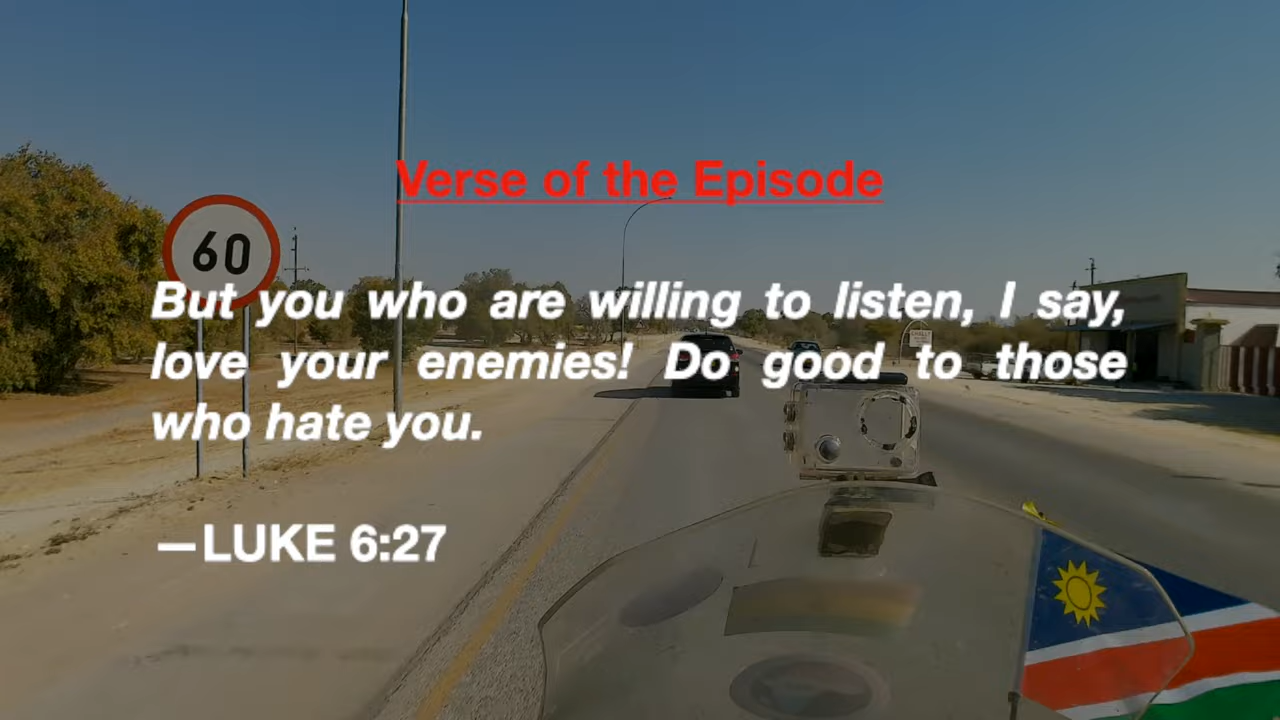 Verse of the Episode
60
But you who are willing to listen, I say,
love your enemies! Do good to those
who hate you.
—LUKE 6:27